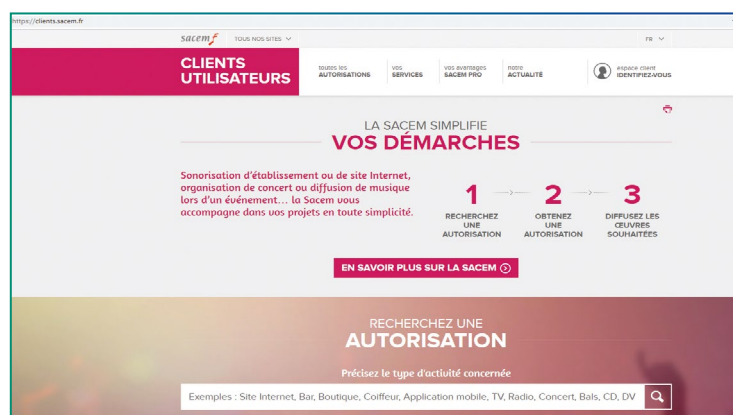 https://clients.sacem.fr
sacem TOUS NOS SITES FR
CLIENTS
UTILISATEURS
toutes les
AUTORISATIONS
vos
SERVICES
vos avantages
SACEM PRO
notre
ACTUALITÉ
espace client
IDENTIFIEZ-VOUS
LA SACEM SIMPLIFIE
VOS DÉMARCHES
Sonorisation d'établissement ou de site Internet,
organisation de concert ou diffusion de musique
lors d'un événement... la Sacem vous
accompagne dans vos projets en toute simplicité.
1
RECHERCHEZ
UNE
AUTORISATION
2
OBTENEZ
UNE
AUTORISATION
3
DIFFUSEZ LES
ŒUVRES
SOUHAITÉES
EN SAVOIR PLUS SUR LA SACEM
RECHERCHEZ UNE
AUTORISATION
Précisez le type d'activité concernée
Exemples : Site Internet, Bar, Boutique, Coiffeur, Application mobile, TV, Radio, Concert, Bals, CD, DV